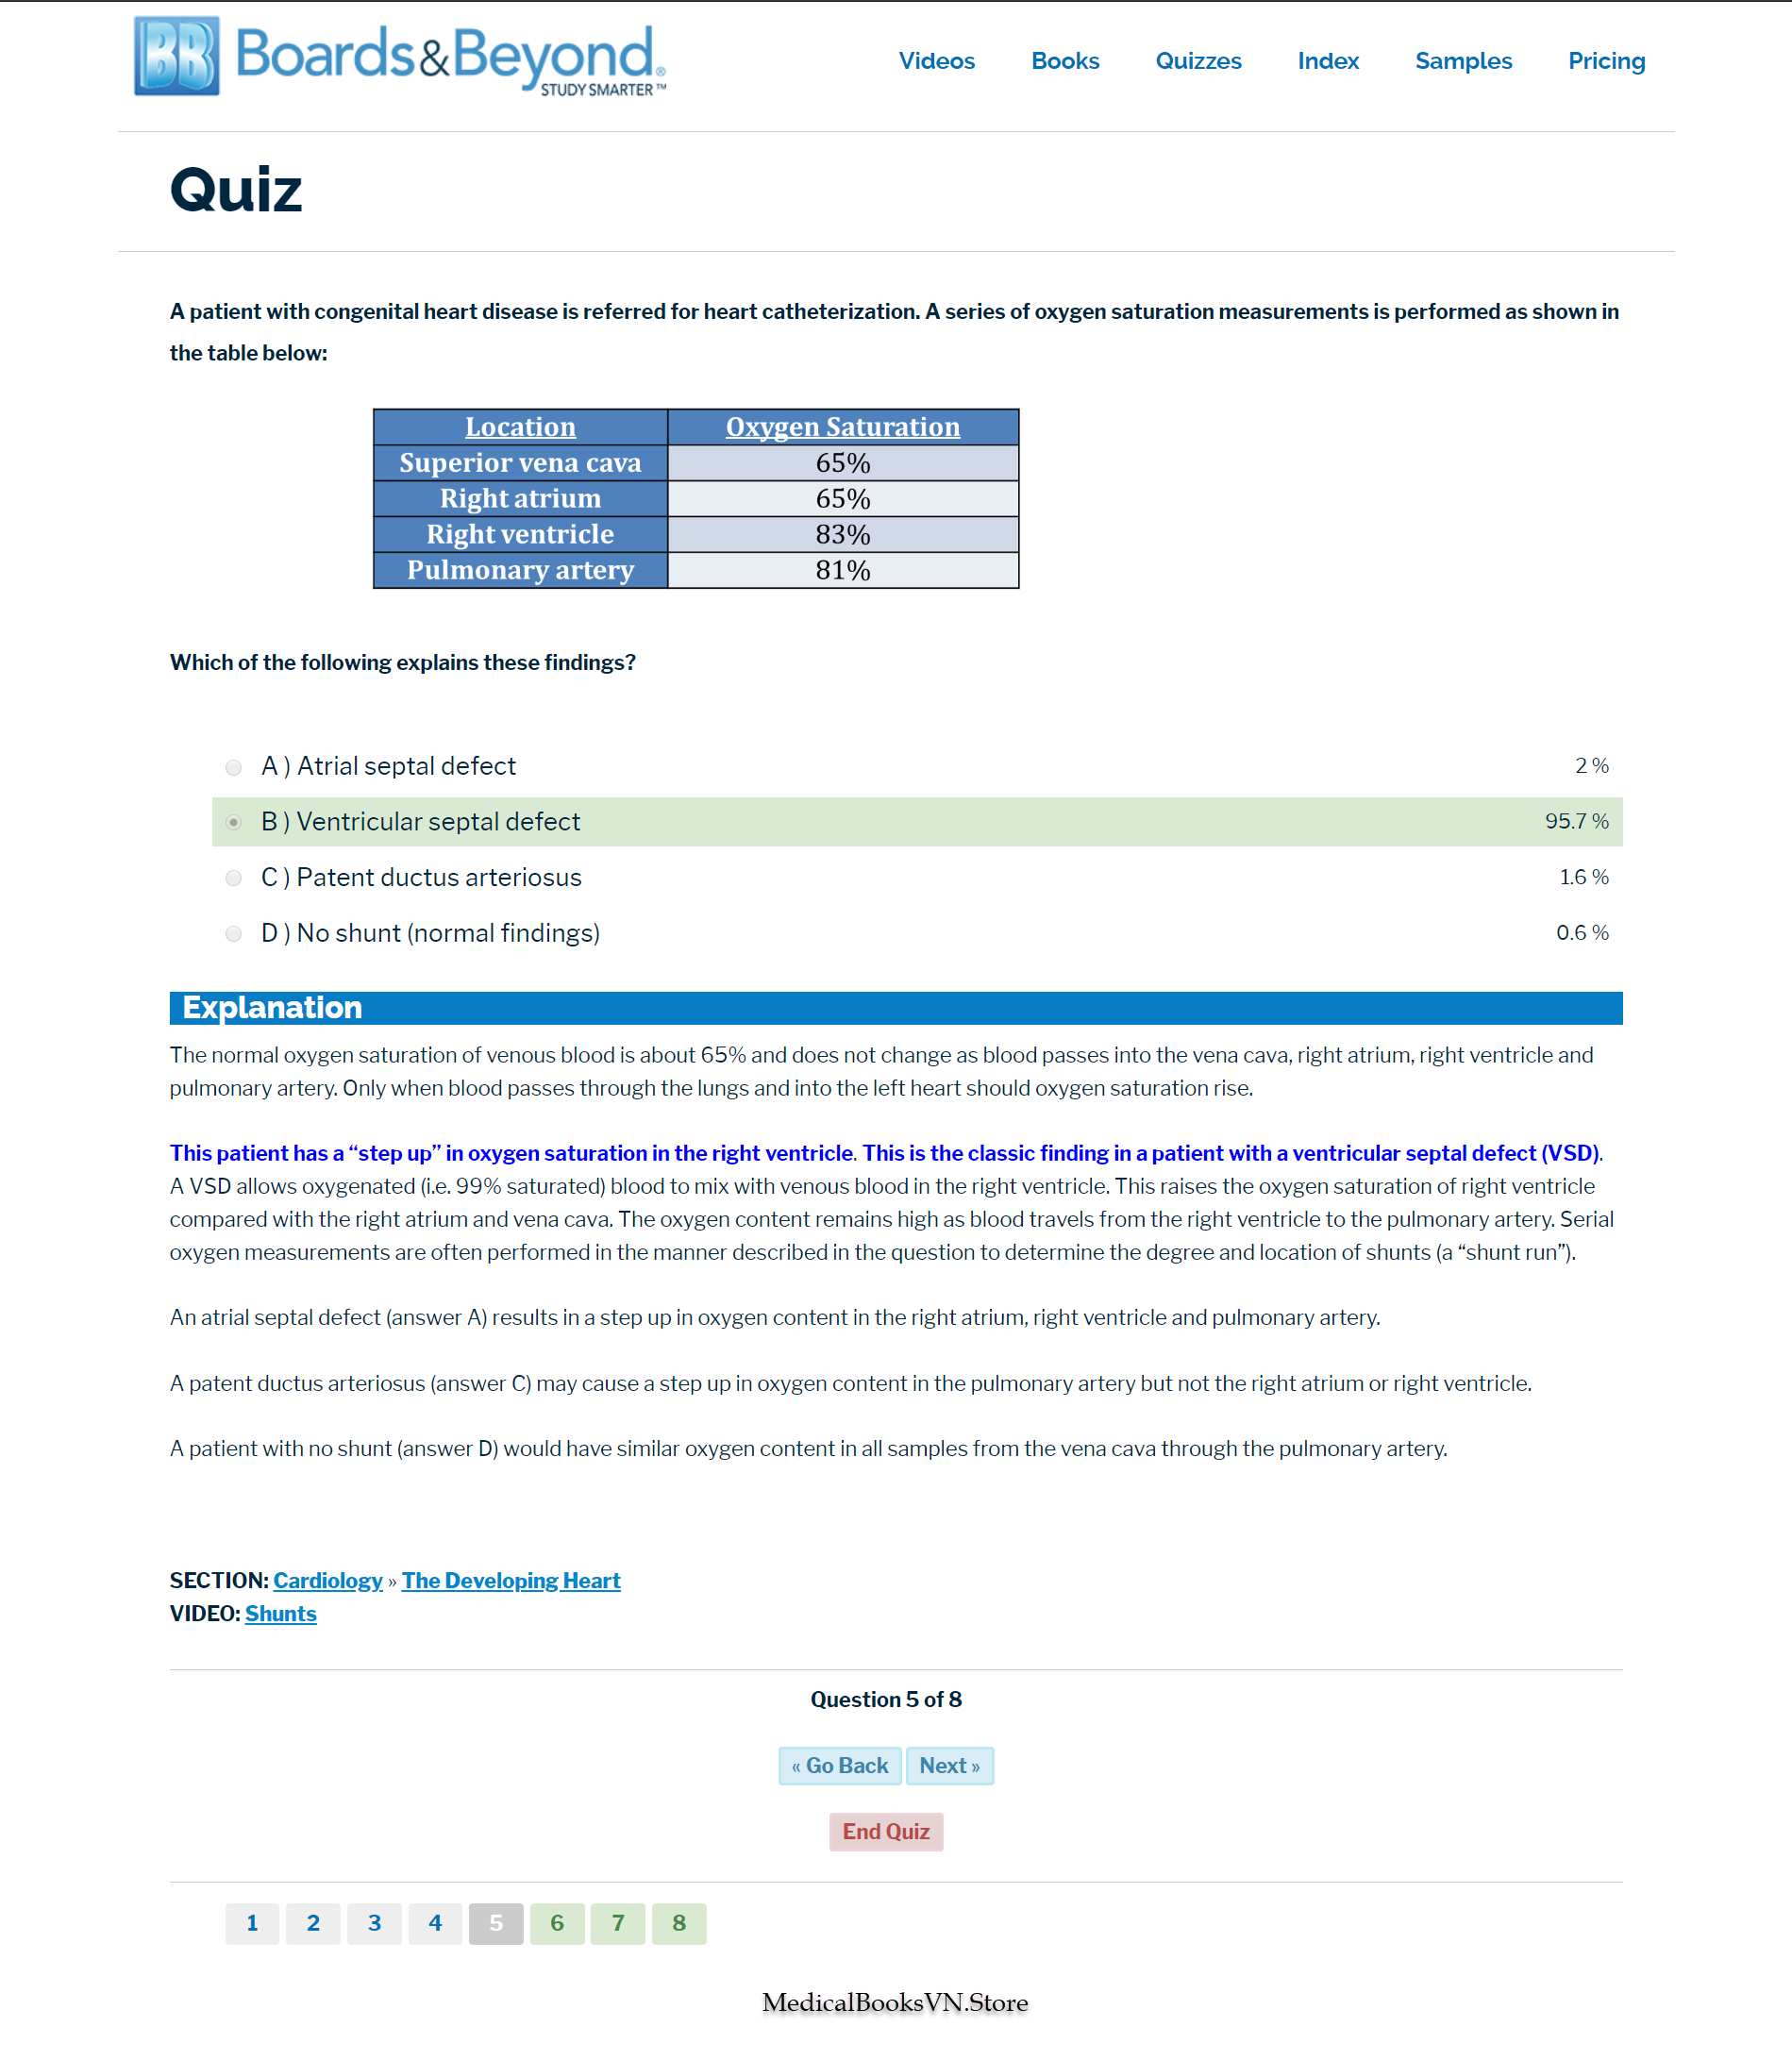 BB Boards&Beyond®
STUDY SMARTER™
Videos Books Quizzes Index Samples Pricing
Quiz
A patient with congenital heart disease is referred for heart catheterization. A series of oxygen saturation measurements is performed as shown in
the table below:
Location Oxygen Saturation
Superior vena cava 65%
Right atrium 65%
Right ventricle 83%
Pulmonary artery 81%
Which of the following explains these findings?
A ) Atrial septal defect 2 %
B ) Ventricular septal defect 95.7 %
C ) Patent ductus arteriosus 1.6 %
D ) No shunt (normal findings) 0.6 %
Explanation
The normal oxygen saturation of venous blood is about 65% and does not change as blood passes into the vena cava, right atrium, right ventricle and
pulmonary artery. Only when blood passes through the lungs and into the left heart should oxygen saturation rise.
This patient has a “step up” in oxygen saturation in the right ventricle. This is the classic finding in a patient with a ventricular septal defect (VSD).
A VSD allows oxygenated (i.e. 99% saturated) blood to mix with venous blood in the right ventricle. This raises the oxygen saturation of right ventricle
compared with the right atrium and vena cava. The oxygen content remains high as blood travels from the right ventricle to the pulmonary artery. Serial
oxygen measurements are often performed in the manner described in the question to determine the degree and location of shunts (a “shunt run”).
An atrial septal defect (answer A) results in a step up in oxygen content in the right atrium, right ventricle and pulmonary artery.
A patent ductus arteriosus (answer C) may cause a step up in oxygen content in the pulmonary artery but not the right atrium or right ventricle.
A patient with no shunt (answer D) would have similar oxygen content in all samples from the vena cava through the pulmonary artery.
SECTION: Cardiology » The Developing Heart
VIDEO: Shunts
Question 5 of 8
« Go Back Next »
End Quiz
1 2 3 4 5 6 7 8
MedicalBooksVN.Store